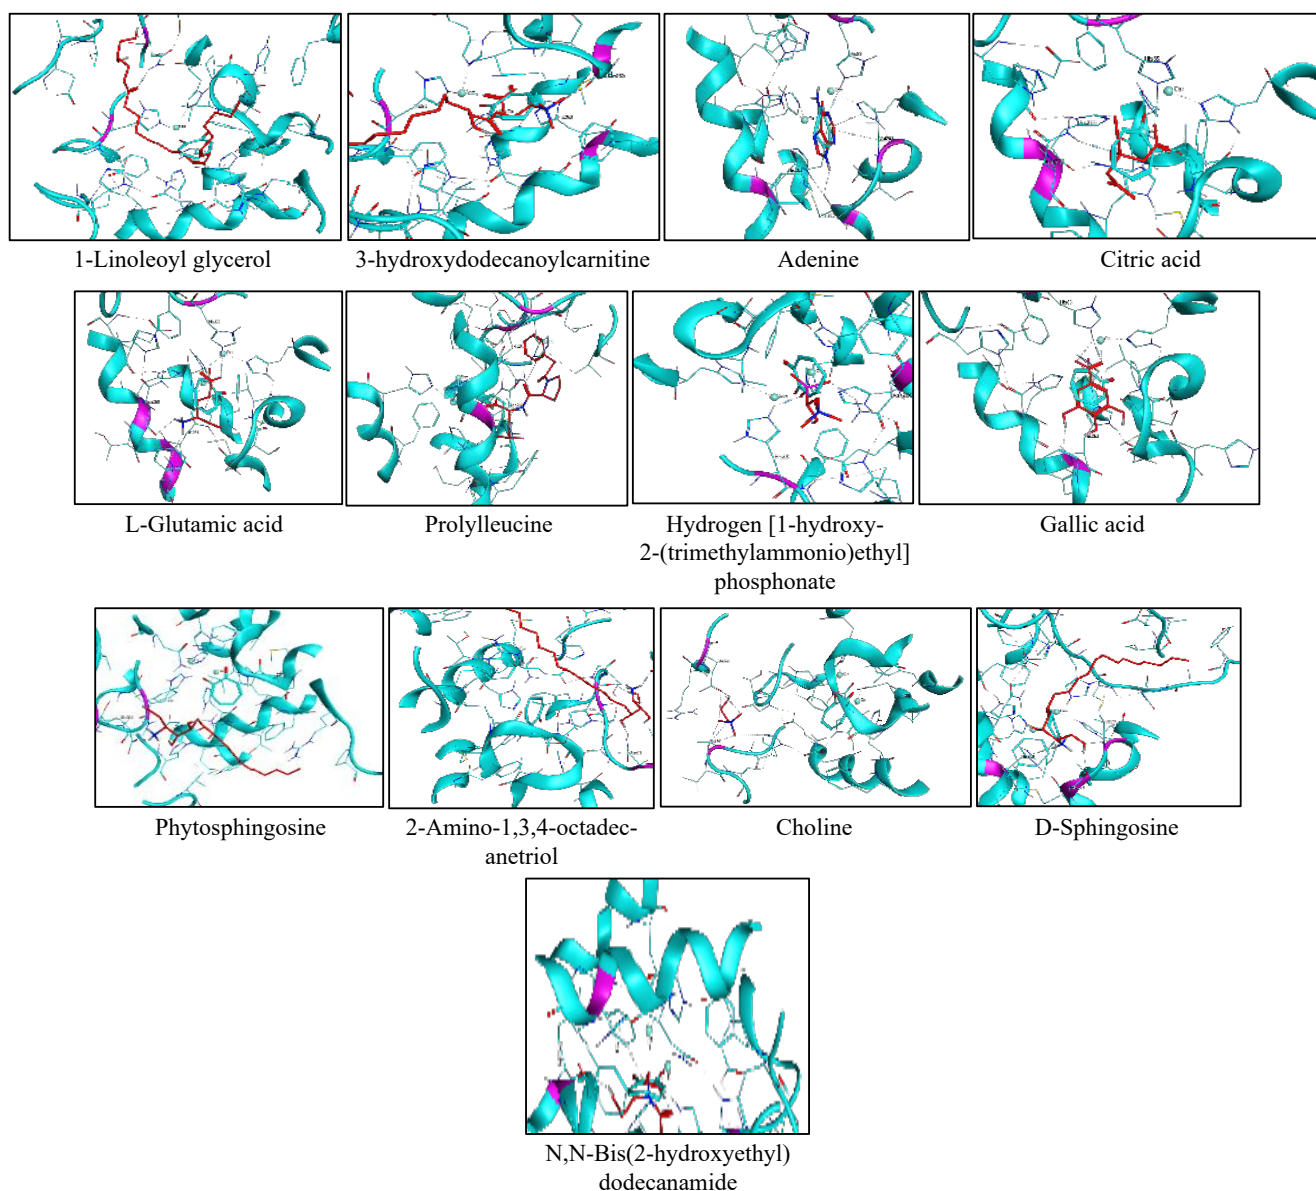 1-Linoleoyl glycerol
3-hydroxydodecanoylcarnitine
Adenine
Citric acid
L-Glutamic acid
Prolylleucine
Hydrogen [1-hydroxy-
2-(trimethylammonio)ethyl]
phosphonate
Gallic acid
Phytosphingosine
2-Amino-1,3,4-octadec-
anetriol
Choline
D-Sphingosine
N,N-Bis(2-hydroxyethyl)
dodecanamide